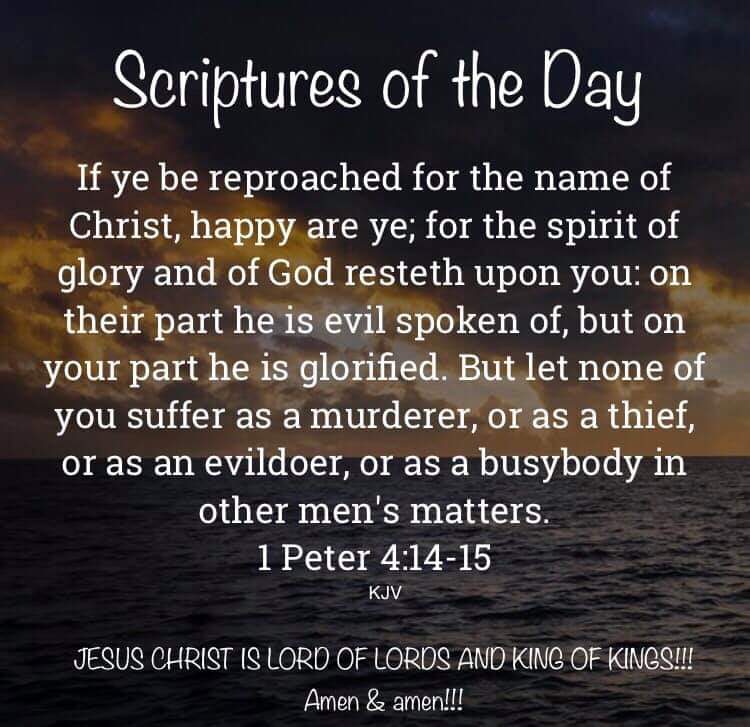 Scriptures of the Day
If ye be reproached for the name of
Christ, happy are ye; for the spirit of
glory and of God resteth upon you: on
their part he is evil spoken of, but on
your part he is glorified. But let none of
you suffer as a murderer, or as a thief,
or as an evildoer, or as a busybody in
other men's matters.
1 Peter 4:14-15
KJV
JESUS CHRIST IS LORD OF LORDS AND KING OF KINGS!!!
Amen & amen!!!